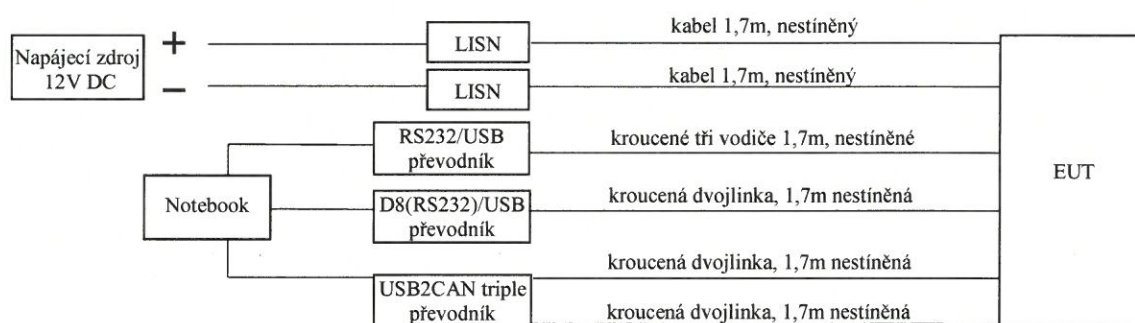 Napájecí zdroj
12V DC
+
−
LISN
kabel 1,7m, nestíněný
LISN
kabel 1,7m, nestíněný
RS232/USB
převodník
kroucené tři vodiče 1,7m, nestíněné
EUT
Notebook
D8(RS232)/USB
převodník
kroucená dvojlinka, 1,7m nestíněná
USB2CAN triple
převodník
kroucená dvojlinka, 1,7m nestíněná
kroucená dvojlinka, 1,7m nestíněná